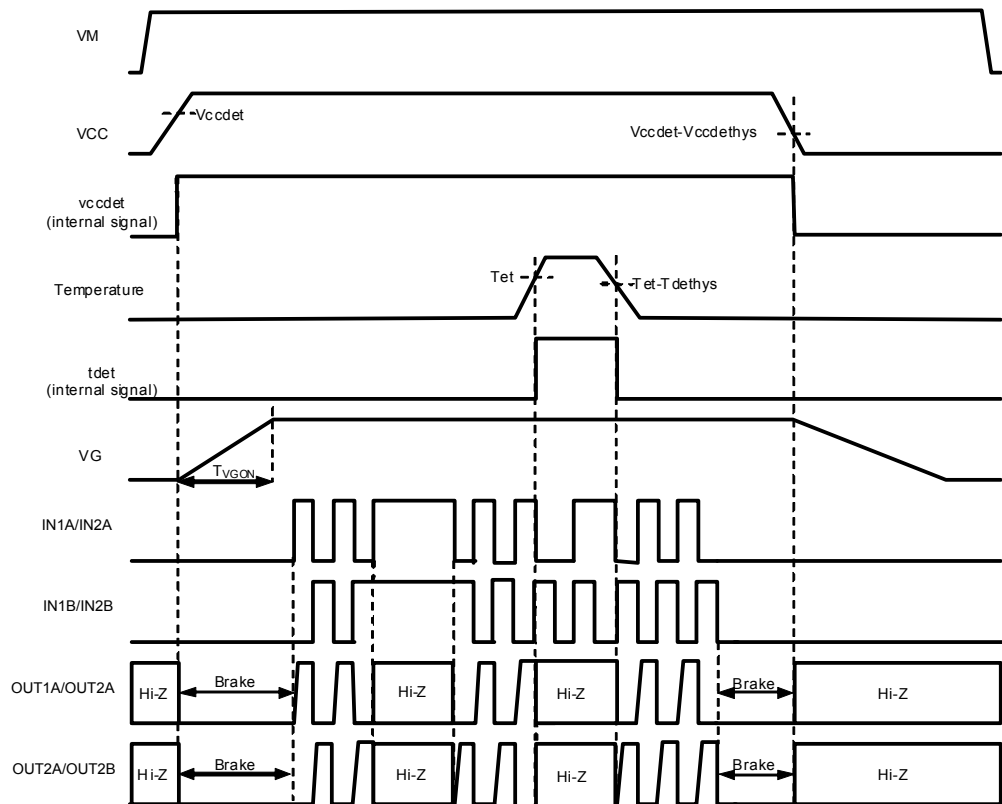 VM
VCC
Vccdet
Vccdet-Vccdethys
vccdet
(internal signal)
Temperature
Tet
Tet-Tdethys
tdet
(internal signal)
VG
TVGON
IN1A/IN2A
IN1B/IN2B
OUT1A/OUT2A
Hi-Z
Brake
Hi-Z
Hi-Z
Brake
Hi-Z
OUT2A/OUT2B
Hi-Z
Brake
Hi-Z
Hi-Z
Brake
Hi-Z